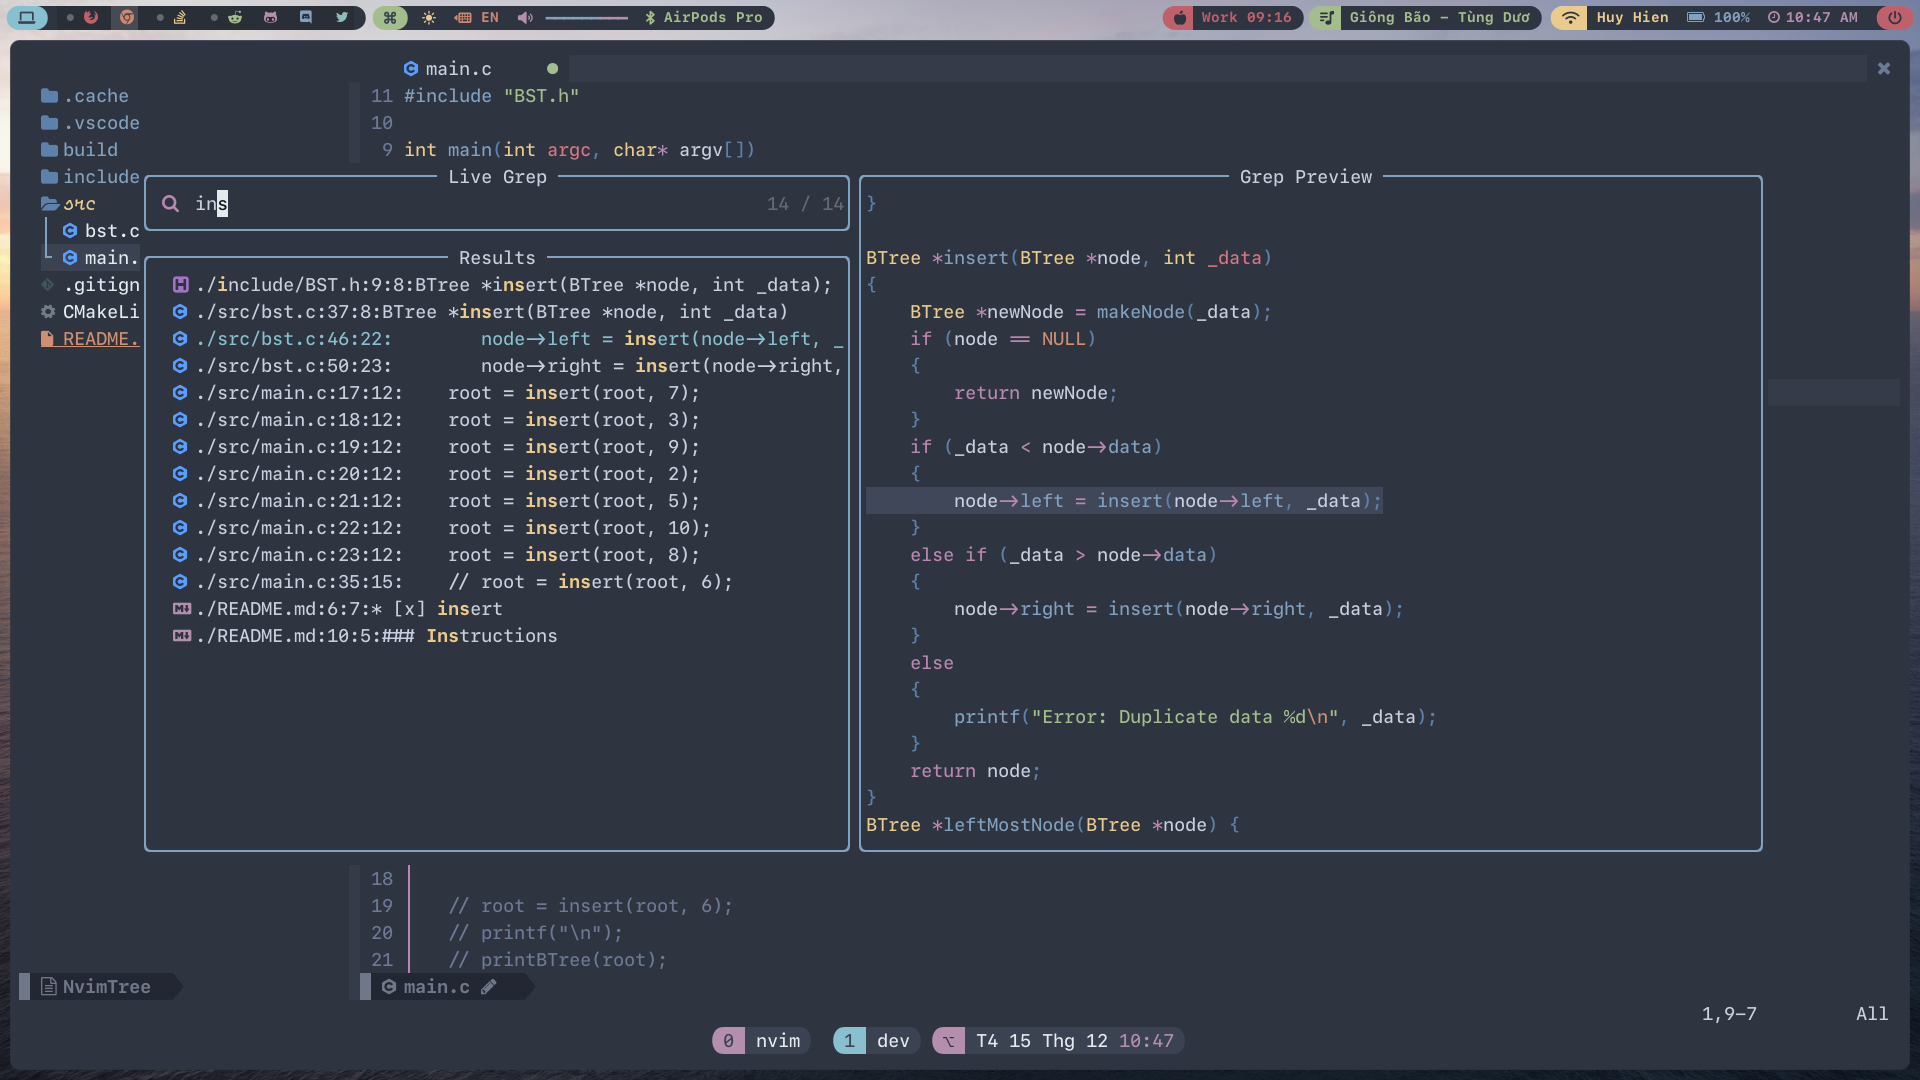 EN
AirPods Pro
Work 09:16
Giông Bão – Tùng Dươ
Huy Hien
100%
10:47 AM
main.c
.cache
.vscode
build
include
src
bst.c
main.
.gitign
CMakeLi
README.
11 #include "BST.h"
10
9 int main(int argc, char* argv[])
Live Grep
ins
14 / 14
Results
./include/BST.h:9:8:BTree *insert(BTree *node, int _data);
./src/bst.c:37:8:BTree *insert(BTree *node, int _data)
./src/bst.c:46:22:        node->left = insert(node->left, _
./src/bst.c:50:23:        node->right = insert(node->right,
./src/main.c:17:12:    root = insert(root, 7);
./src/main.c:18:12:    root = insert(root, 3);
./src/main.c:19:12:    root = insert(root, 9);
./src/main.c:20:12:    root = insert(root, 2);
./src/main.c:21:12:    root = insert(root, 5);
./src/main.c:22:12:    root = insert(root, 10);
./src/main.c:23:12:    root = insert(root, 8);
./src/main.c:35:15:    // root = insert(root, 6);
./README.md:6:7:* [x] insert
./README.md:10:5:### Instructions
Grep Preview
}
BTree *insert(BTree *node, int _data)
{
    BTree *newNode = makeNode(_data);
    if (node == NULL)
    {
        return newNode;
    }
    if (_data < node->data)
    {
        node->left = insert(node->left, _data);
    }
    else if (_data > node->data)
    {
        node->right = insert(node->right, _data);
    }
    else
    {
        printf("Error: Duplicate data %d\n", _data);
    }
    return node;
}
BTree *leftMostNode(BTree *node) {
18
19    // root = insert(root, 6);
20    // printf("\n");
21    // printBTree(root);
NvimTree
main.c
1,9-7
All
0 nvim
1 dev
⌥ T4 15 Thg 12 10:47